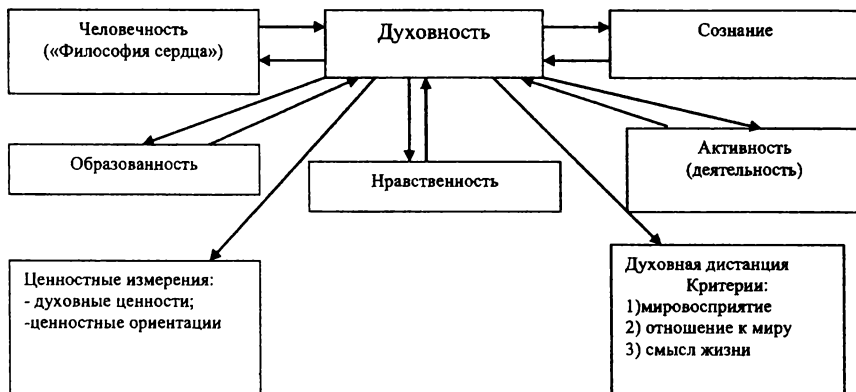 Человечность
(«Философия сердца»)
Духовность
Сознание
Образованность
Нравственность
Активность
(деятельность)
Ценностные измерения:
- духовные ценности;
-ценностные ориентации
Духовная дистанция
Критерии:
1)мировосприятие
2) отношение к миру
3) смысл жизни